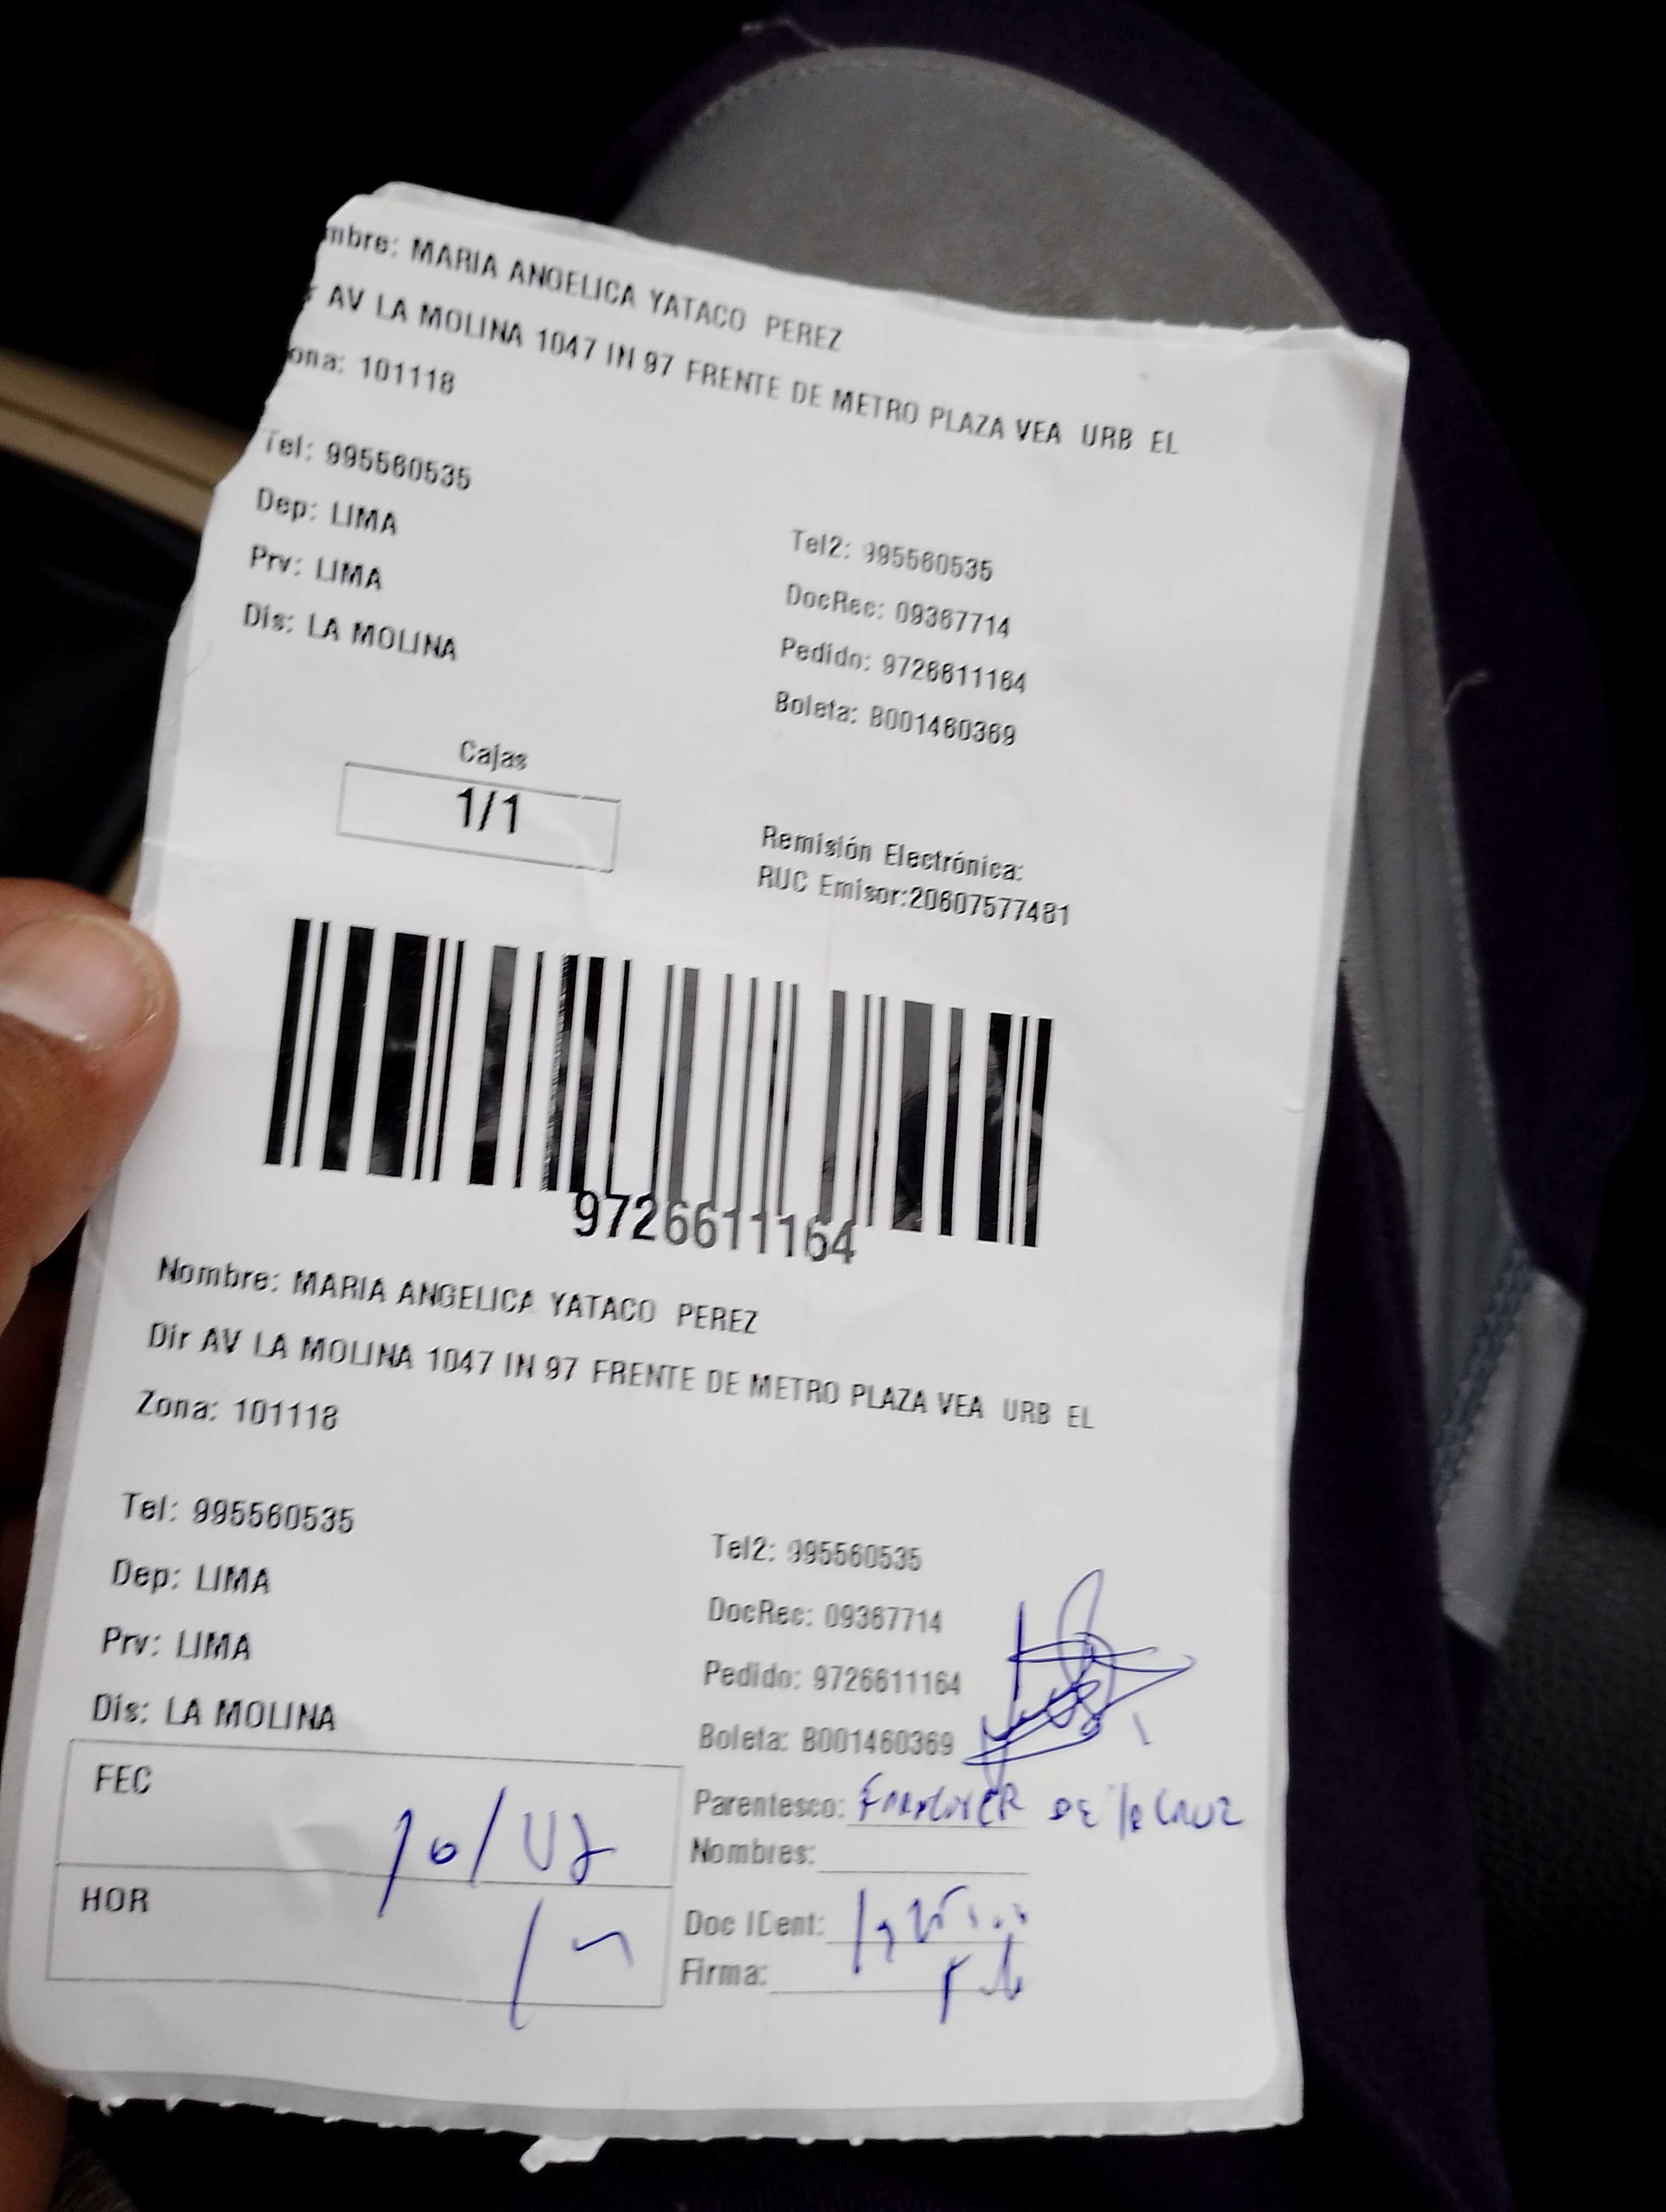 mbre: MARIA ANGELICA YATACO PEREZ
AV LA MOLINA 1047 IN 97 FRENTE DE METRO PLAZA VEA URB EL
ona: 101118
Tel: 995560535
Tel2: 995560535
Dep: LIMA
DocRec: 09367714
Prv: LIMA
Pedido: 9726611164
Dis: LA MOLINA
Boleta: B001460369
Cajas
1/1
Remisión Electrónica:
RUC Emisor:20607577481
9726611164
Nombre: MARIA ANGELICA YATACO PEREZ
Dir AV LA MOLINA 1047 IN 97 FRENTE DE METRO PLAZA VEA URB EL
Zona: 101118
Tel: 995560535
Tel2: 995560535
Dep: LIMA
DocRec: 09367714
Prv: LIMA
Pedido: 9726611164
Dis: LA MOLINA
Boleta: B001460369
FEC
Parentesco: DE la CRUZ
Nombres:
HOR
Doc IDent:
Firma: